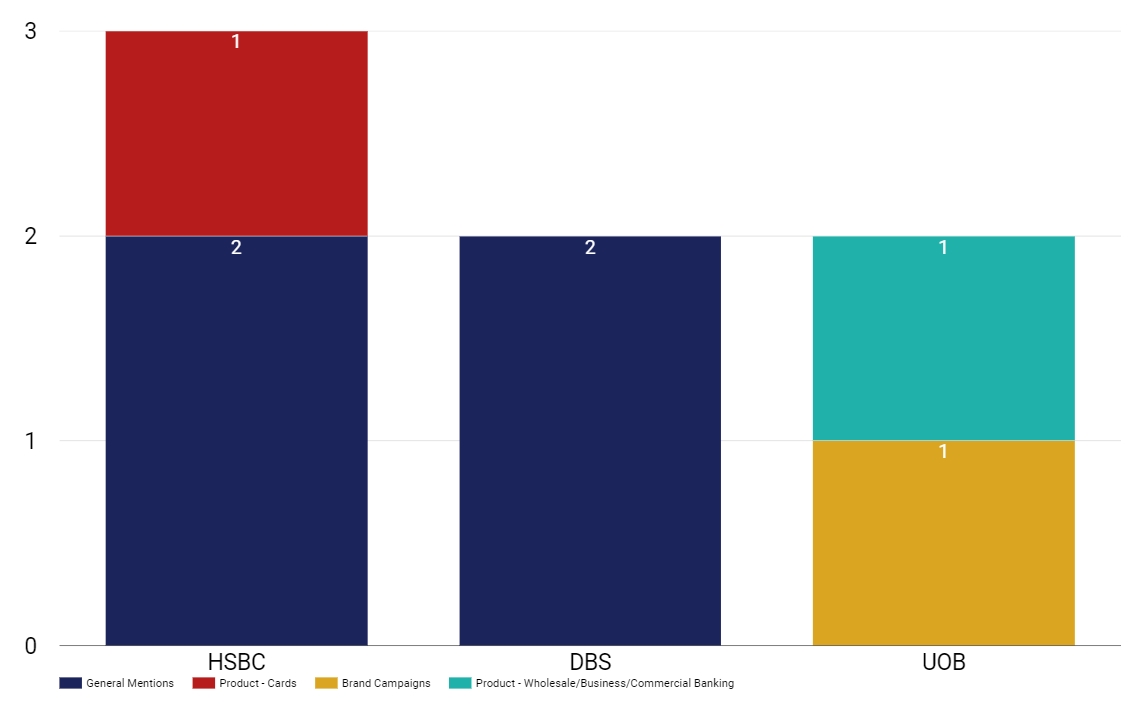 3
1
2
2
2
1
1
1
0
HSBC
DBS
UOB
General Mentions
Product - Cards
Brand Campaigns
Product - Wholesale/Business/Commercial Banking